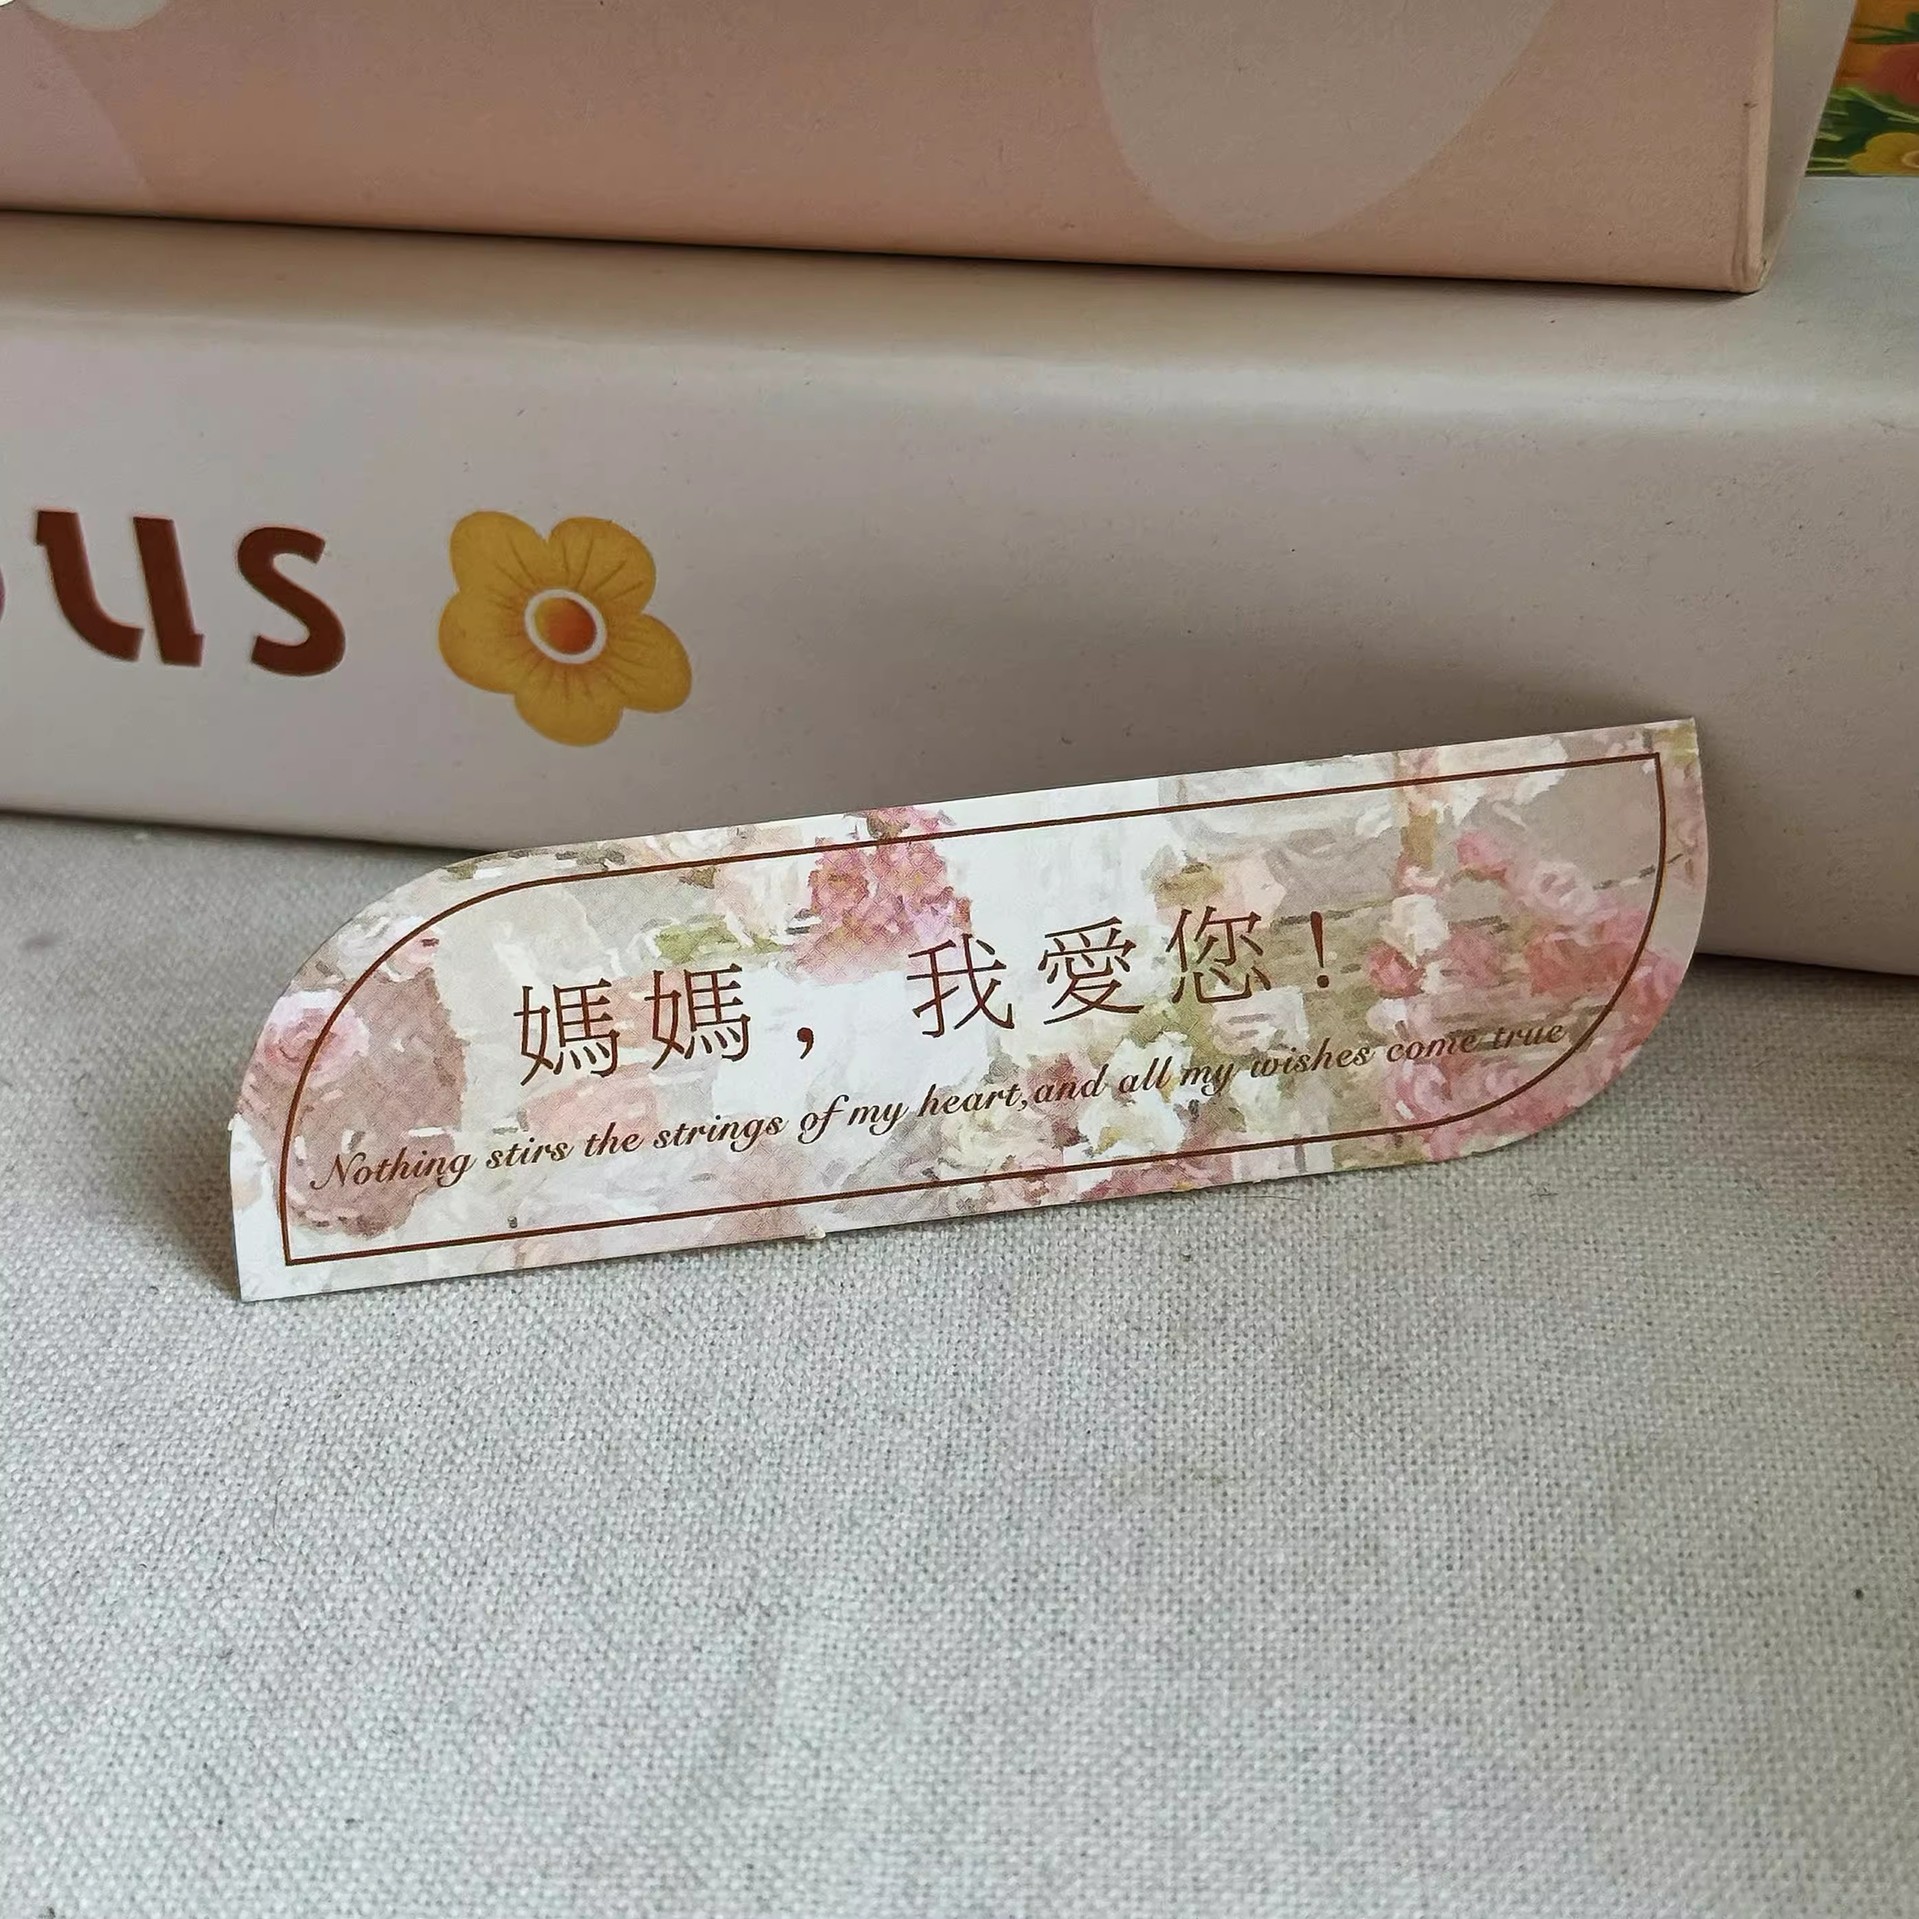 ous
媽媽，我愛您！
Nothing stirs the strings of my heart,and all my wishes come true